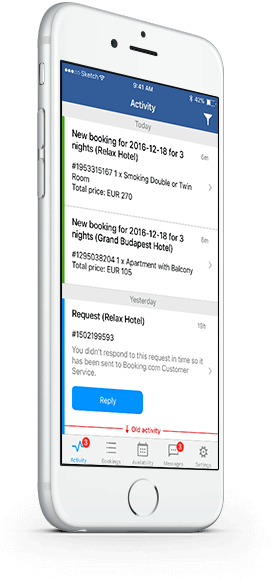 Sketch
9:41 AM
42%
Activity
Today
New booking for 2016-12-18 for 3
nights (Relax Hotel)
6m
#1953315167 1 x Smoking Double or Twin
Room
Total price: EUR 270
New booking for 2016-12-18 for 3
nights (Grand Budapest Hotel)
6m
#1295038204 1 x Apartment with Balcony
Total price: EUR 105
Yesterday
Request (Relax Hotel)
19h
#1502199593
You didn't respond to this request in time so it
has been sent to Booking.com Customer
Service.
Reply
Old activity
3
3
Activity
Bookings
Availability
Messages
Settings